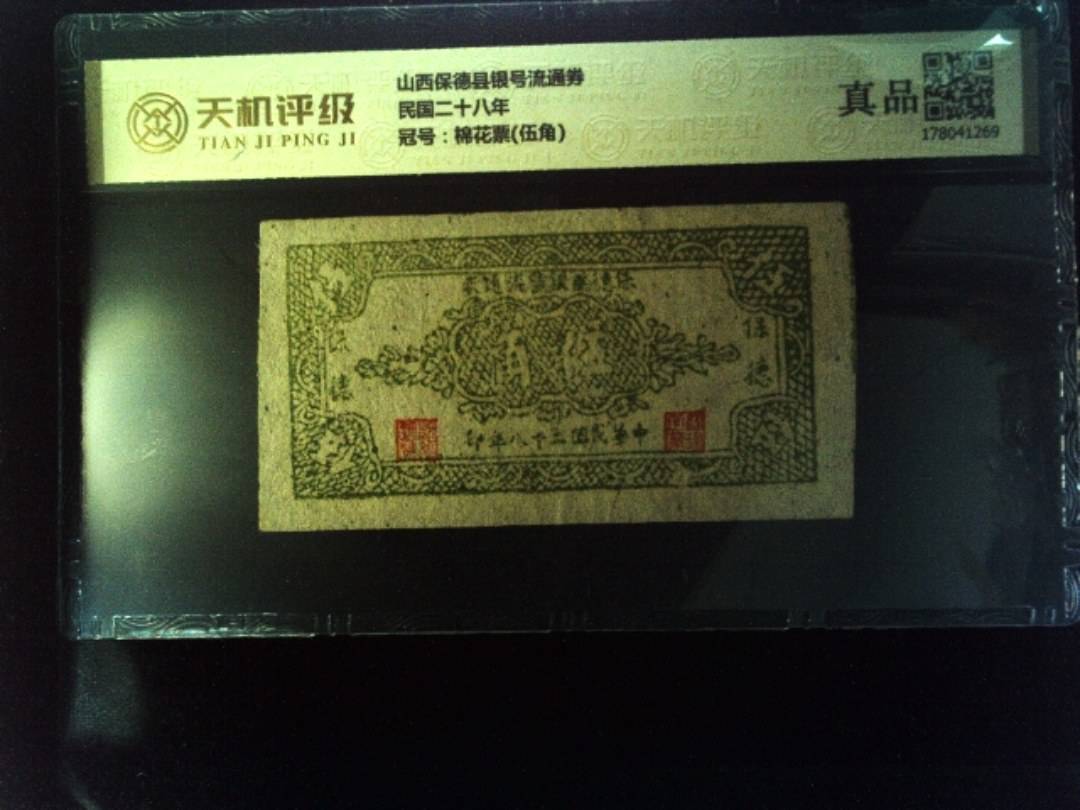 天机评级
TIAN JI PING JI
山西保德县银号流通券
民国二十八年
冠号：棉花票(伍角)
真品
178041269
保德
保德
角伍
印年八十二国民华中